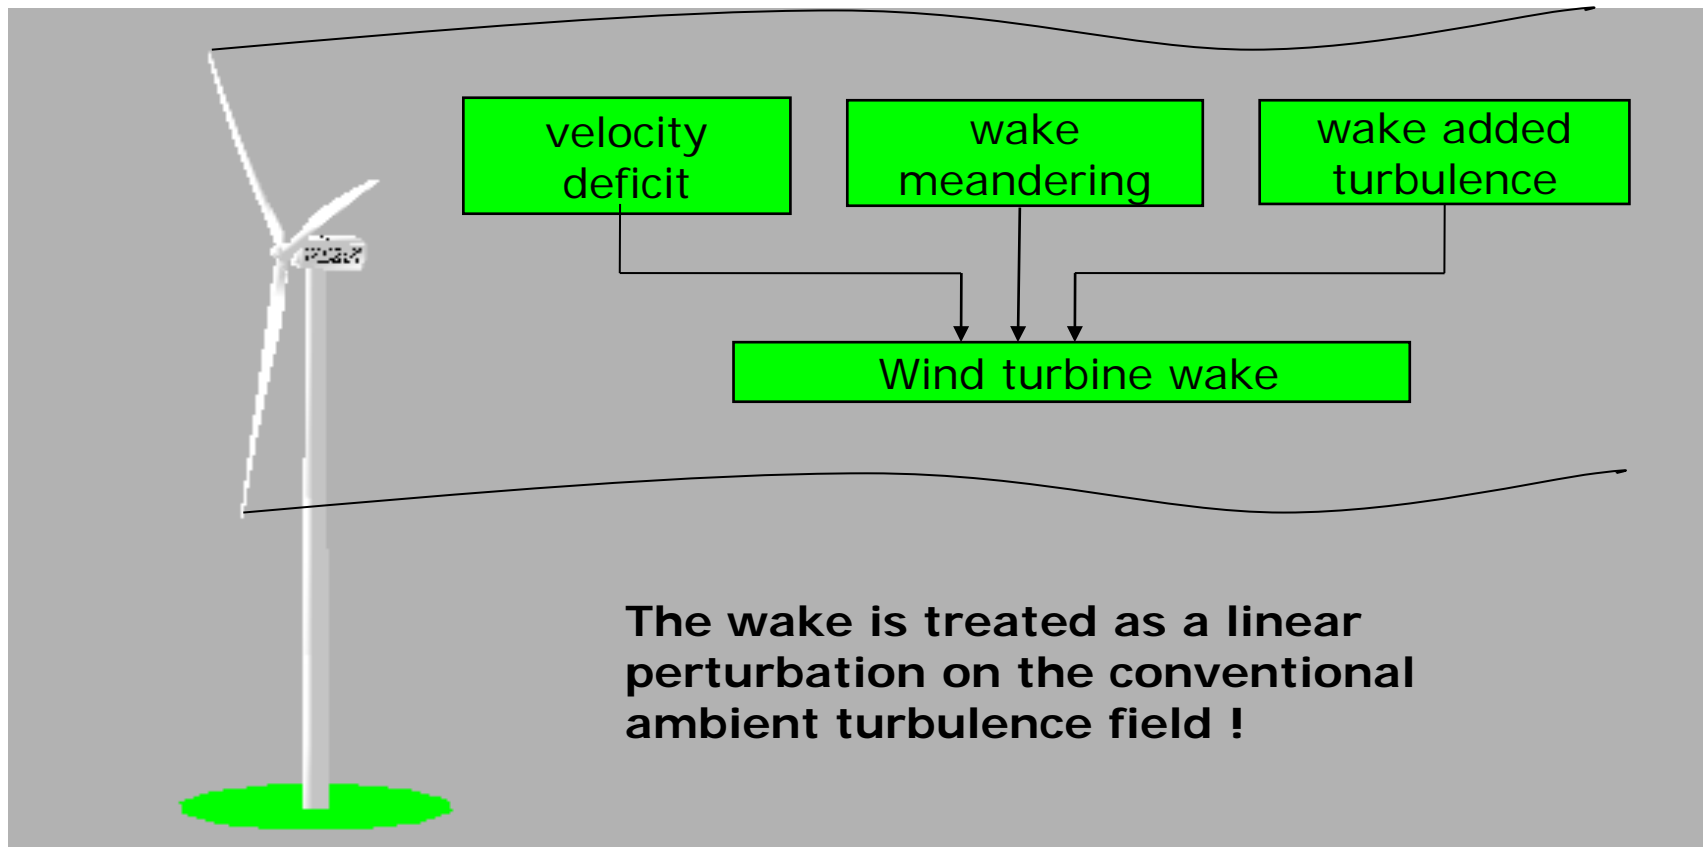 velocity
deficit
wake
meandering
wake added
turbulence
Wind turbine wake
The wake is treated as a linear
perturbation on the conventional
ambient turbulence field !